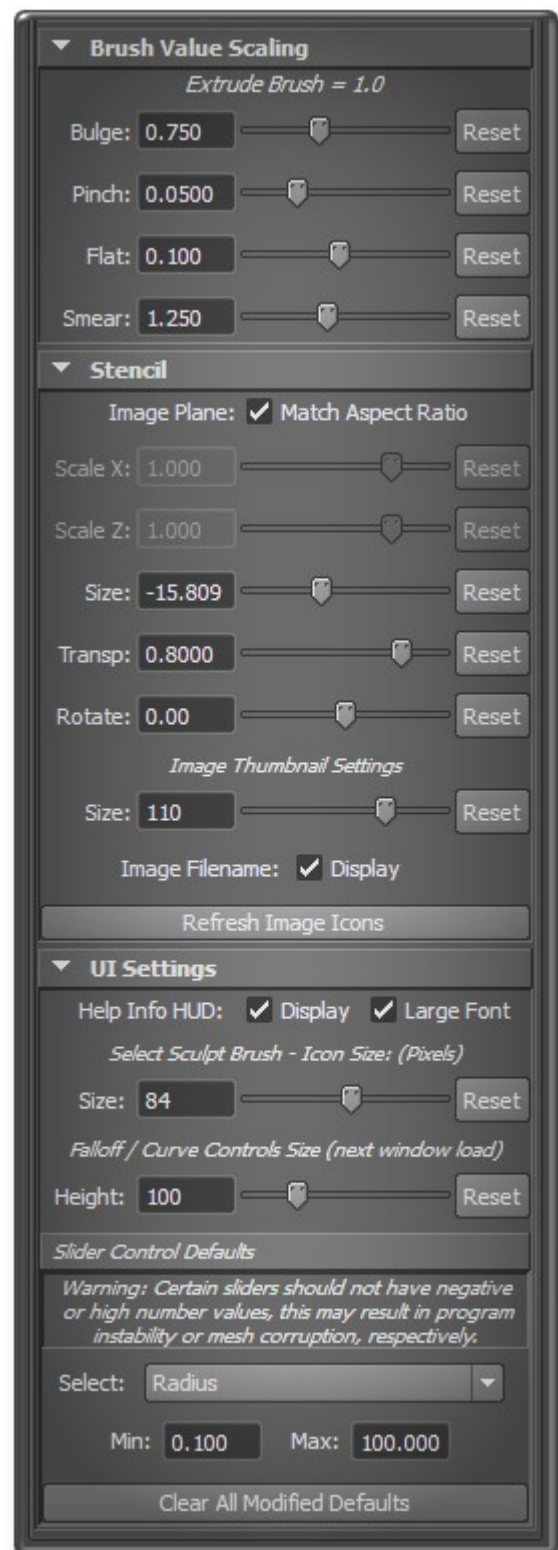 Brush Value Scaling
Extrude Brush = 1.0
Bulge: 0.750 Reset
Pinch: 0.0500 Reset
Flat: 0.100 Reset
Smear: 1.250 Reset
Stencil
Image Plane: Match Aspect Ratio
Scale X: 1.000 Reset
Scale Z: 1.000 Reset
Size: -15.809 Reset
Transp: 0.8000 Reset
Rotate: 0.00 Reset
Image Thumbnail Settings
Size: 110 Reset
Image Filename: Display
Refresh Image Icons
UI Settings
Help Info HUD: Display Large Font
Select Sculpt Brush - Icon Size: (Pixels)
Size: 84 Reset
Falloff / Curve Controls Size (next window load)
Height: 100 Reset
Slider Control Defaults
Warning: Certain sliders should not have negative
or high number values, this may result in program
instability or mesh corruption, respectively.
Select: Radius
Min: 0.100 Max: 100.000
Clear All Modified Defaults